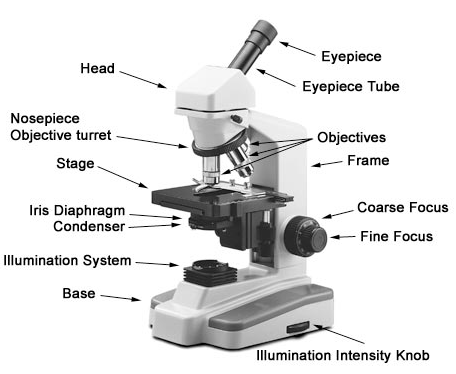 Eyepiece
Head
Eyepiece Tube
Nosepiece
Objective turret
Objectives
Stage
Frame
Iris Diaphragm
Condenser
Coarse Focus
Fine Focus
Illumination System
Base
Illumination Intensity Knob